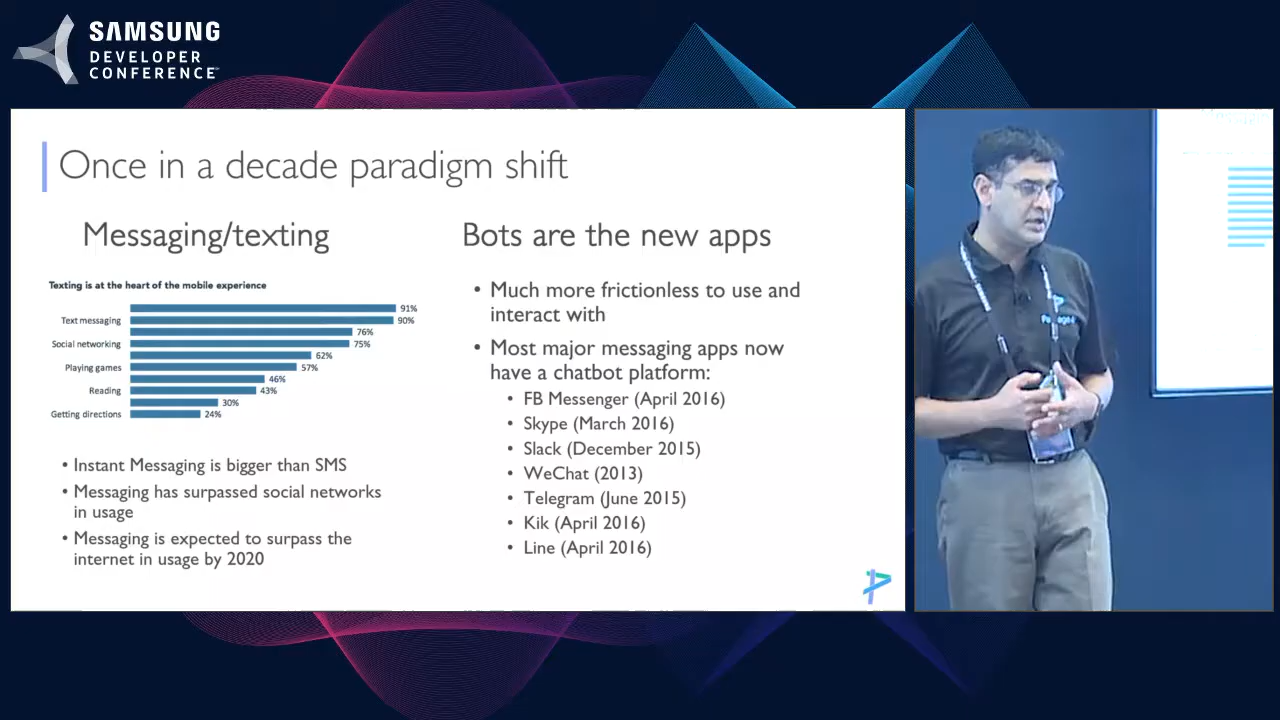 SAMSUNG
DEVELOPER
CONFERENCE
Once in a decade paradigm shift
Messaging/texting
Texting is at the heart of the mobile experience
91%
Text messaging 90%
76%
Social networking 75%
62%
Playing games 57%
46%
Reading 43%
30%
Getting directions 24%
• Instant Messaging is bigger than SMS
• Messaging has surpassed social networks
in usage
• Messaging is expected to surpass the
internet in usage by 2020
Bots are the new apps
• Much more frictionless to use and
interact with
• Most major messaging apps now
have a chatbot platform:
• FB Messenger (April 2016)
• Skype (March 2016)
• Slack (December 2015)
• WeChat (2013)
• Telegram (June 2015)
• Kik (April 2016)
• Line (April 2016)